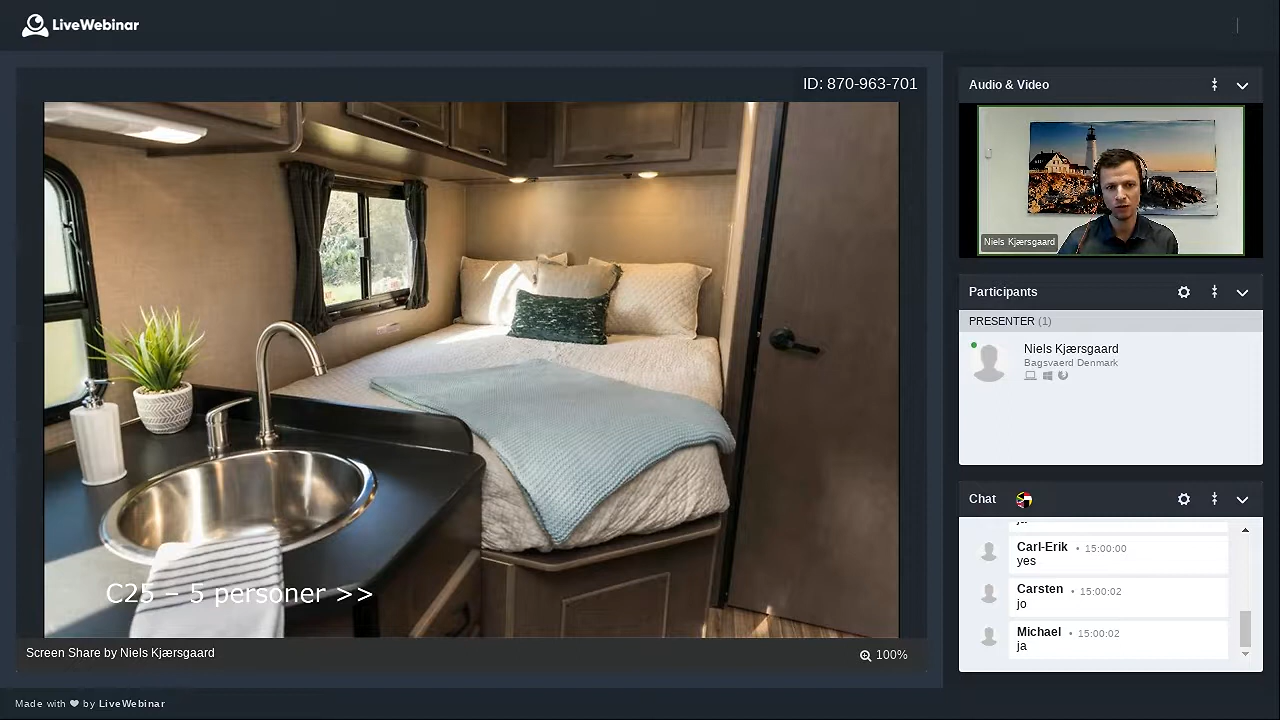 LiveWebinar
ID: 870-963-701
C25 – 5 personer >>
Screen Share by Niels Kjærsgaard
100%
Audio & Video
Niels Kjærsgaard
Participants
PRESENTER (1)
Niels Kjærsgaard
Bagsvaerd Denmark
Chat
ja
Carl-Erik • 15:00:00
yes
Carsten • 15:00:02
jo
Michael • 15:00:02
ja
Made with ❤ by LiveWebinar